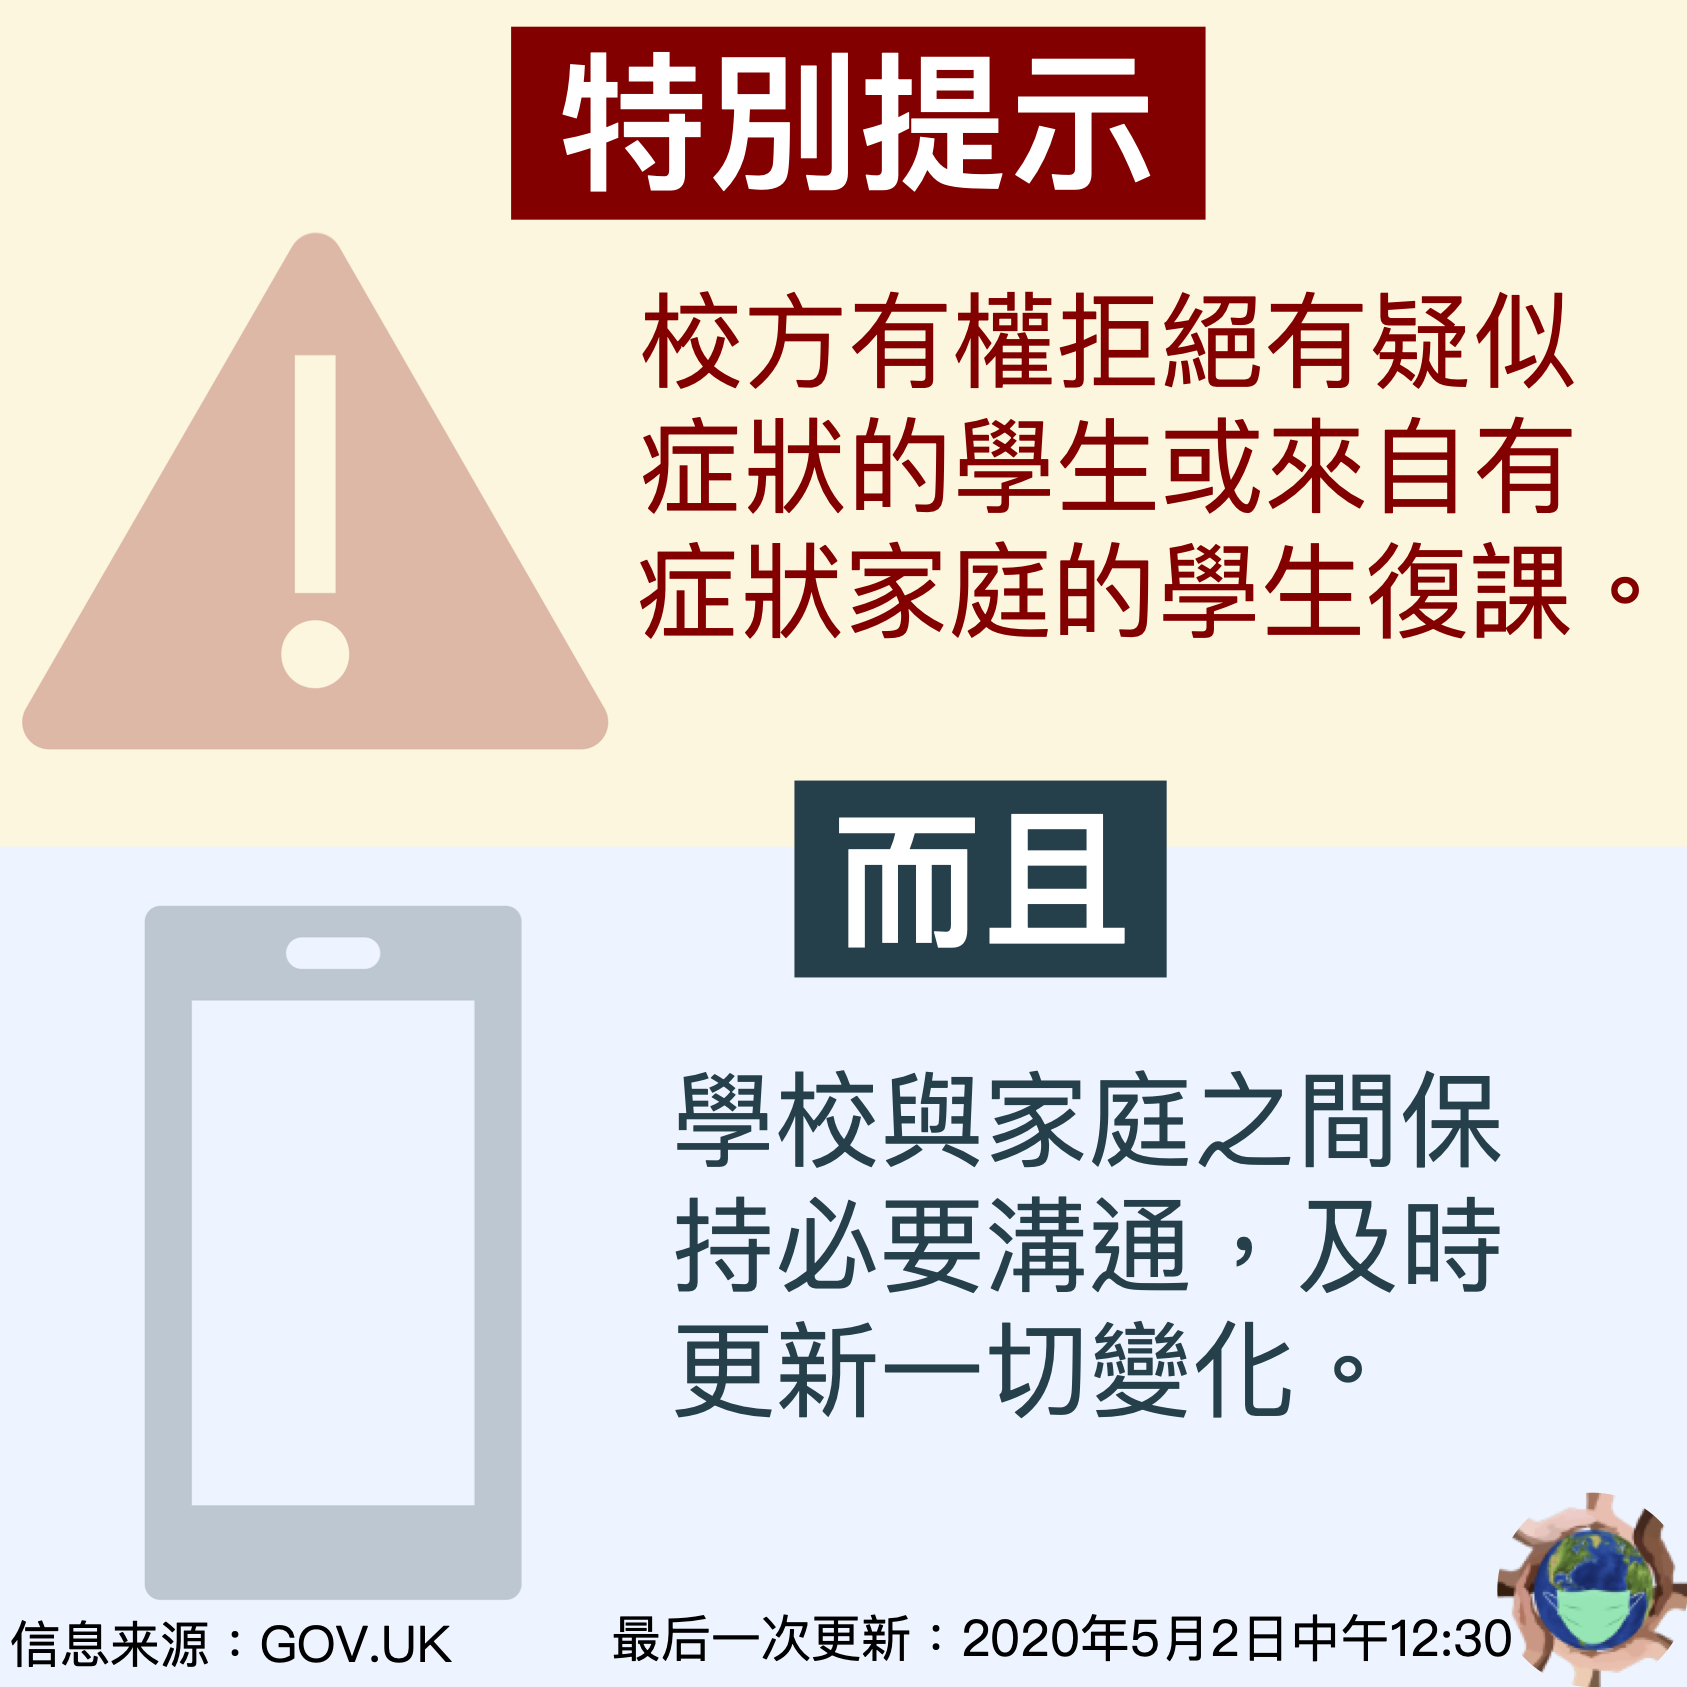 特別提示
校方有權拒絕有疑似
症狀的學生或來自有
症狀家庭的學生復課。
而且
學校與家庭之間保
持必要溝通，及時
更新一切變化。
信息来源：GOV.UK
最后一次更新：2020年5月2日中午12:30